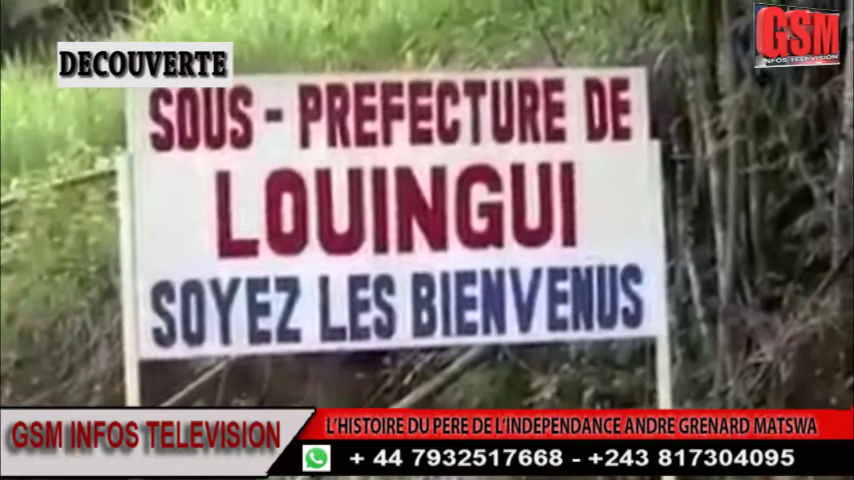 DECOUVERTE
GSM
INFOS TELEVISION
SOUS - PREFECTURE DE
LOUINGUI
SOYEZ LES BIENVENUS
GSM INFOS TELEVISION
L'HISTOIRE DU PERE DE L'INDEPENDANCE ANDRE GRENARD MATSWA
+ 44 7932517668 - +243 817304095